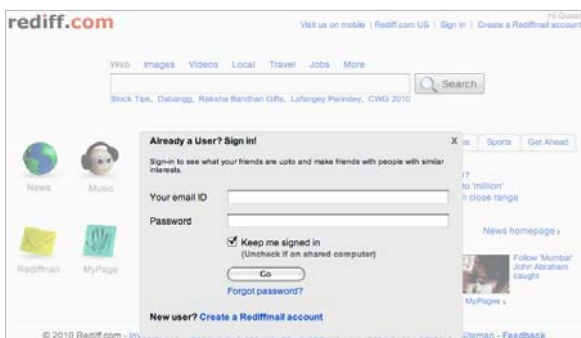 Hi Guest
rediff.com
Visit us on mobile | Rediff.com US | Sign in | Create a Rediffmail account
Web Images Videos Local Travel Jobs More
Search
Stock Tips, Dabangg, Raksha Bandhan Gifts, Lafangey Parindey, CWG 2010
Already a User? Sign in! X
Sports Get Ahead
Sign-in to see what your friends are upto and make friends with people with similar
interests.
to 'million'
close range
News Music
Your email ID
Password
News homepage »
Keep me signed in
(Uncheck if on shared computer)
Go
Forgot password?
Rediffmail MyPage
Follow 'Mumbai'
John Abraham
caught
MyPages »
New user? Create a Rediffmail account
© 2010 Rediff.com - Sitemap - Feedback